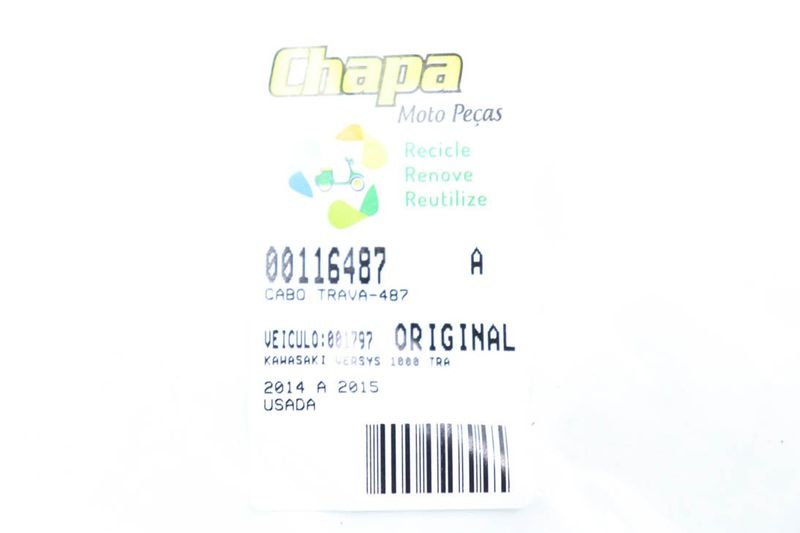 Chapa
Moto Peças
Recicle
Renove
Reutilize
00116487 A
CABO TRAVA-487
VEICULO:001797 ORIGINAL
KAWASAKI VERSYS 1000 TRA
2014 A 2015
USADA